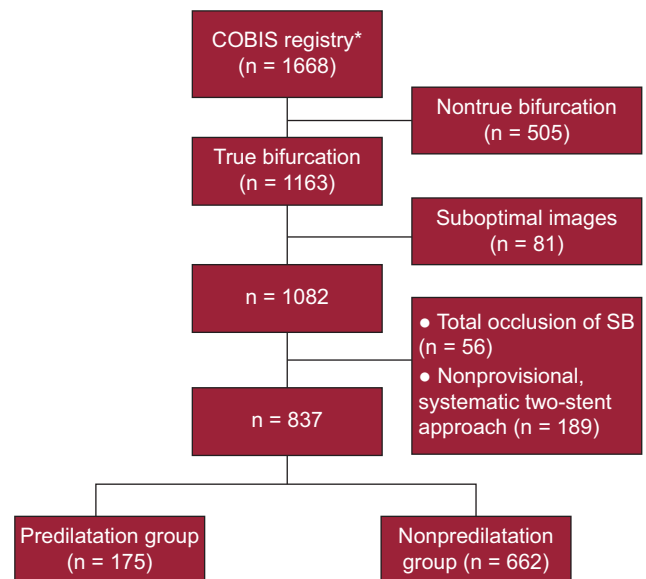 COBIS registry*
(n = 1668)
Nontrue bifurcation
(n = 505)
True bifurcation
(n = 1163)
Suboptimal images
(n = 81)
n = 1082
● Total occlusion of SB
(n = 56)
● Nonprovisional,
systematic two-stent
approach (n = 189)
n = 837
Predilatation group
(n = 175)
Nonpredilatation
group (n = 662)